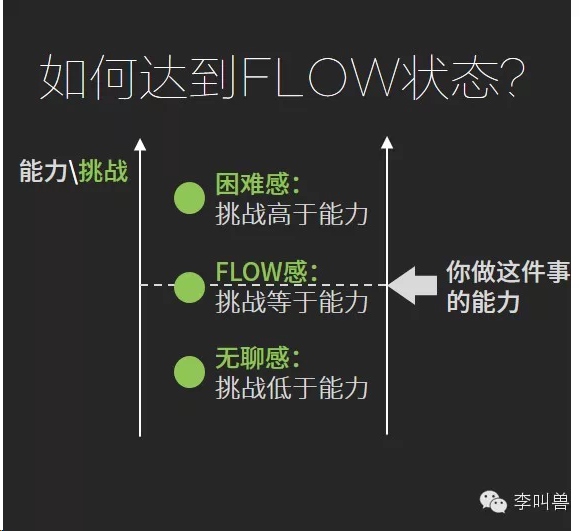 如何达到FLOW状态?
能力\挑战
困难感：
挑战高于能力
FLOW感：
挑战等于能力
你做这件事
的能力
无聊感：
挑战低于能力
李叫兽